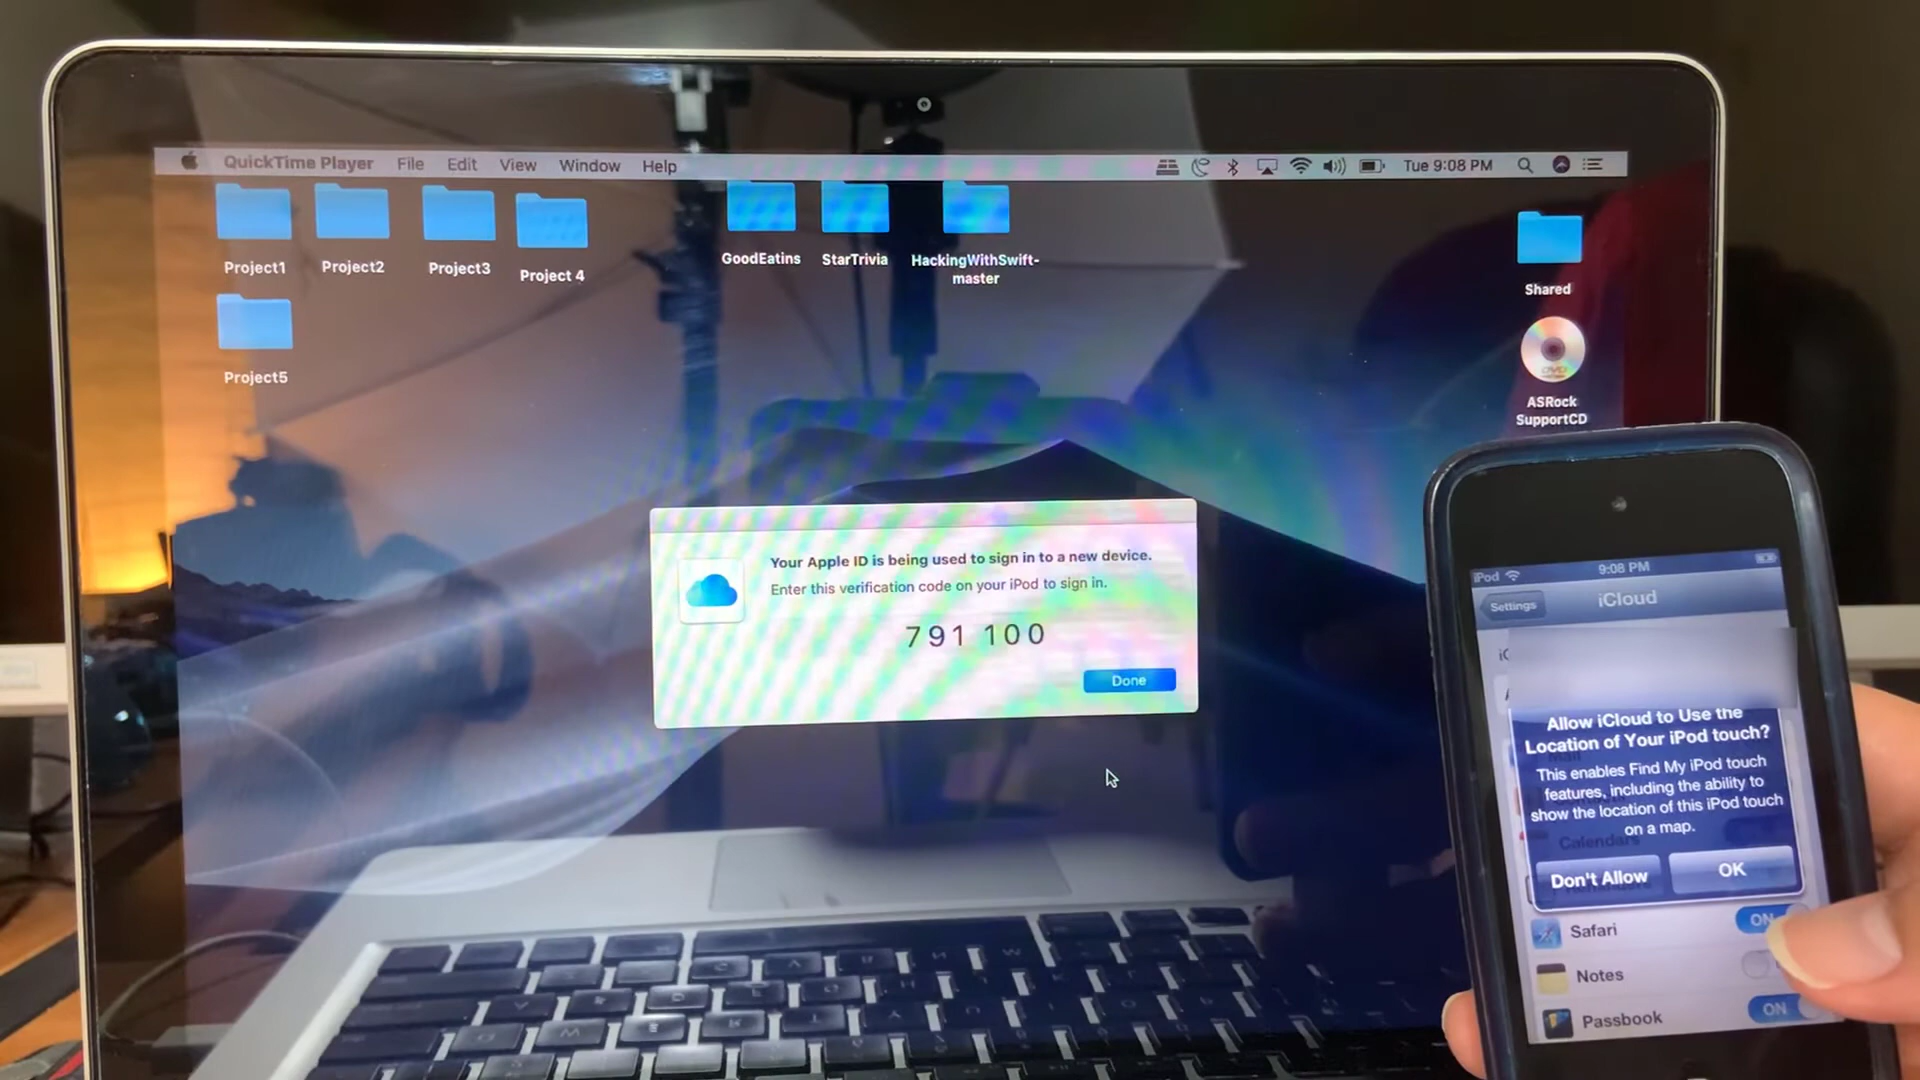 QuickTime Player File Edit View Window Help Tue 9:08 PM
Project1 Project2 Project3 Project 4
GoodEatins StarTrivia HackingWithSwift-
master
Shared
Project5
DVD
ASRock
SupportCD
Your Apple ID is being used to sign in to a new device.
Enter this verification code on your iPod to sign in.
791 100
Done
iPod 9:08 PM
Settings iCloud
Allow iCloud to Use the
Location of Your iPod touch?
This enables Find My iPod touch
features, including the ability to
show the location of this iPod touch
on a map.
Calendars
Don't Allow OK
Safari ON
Notes
Passbook ON